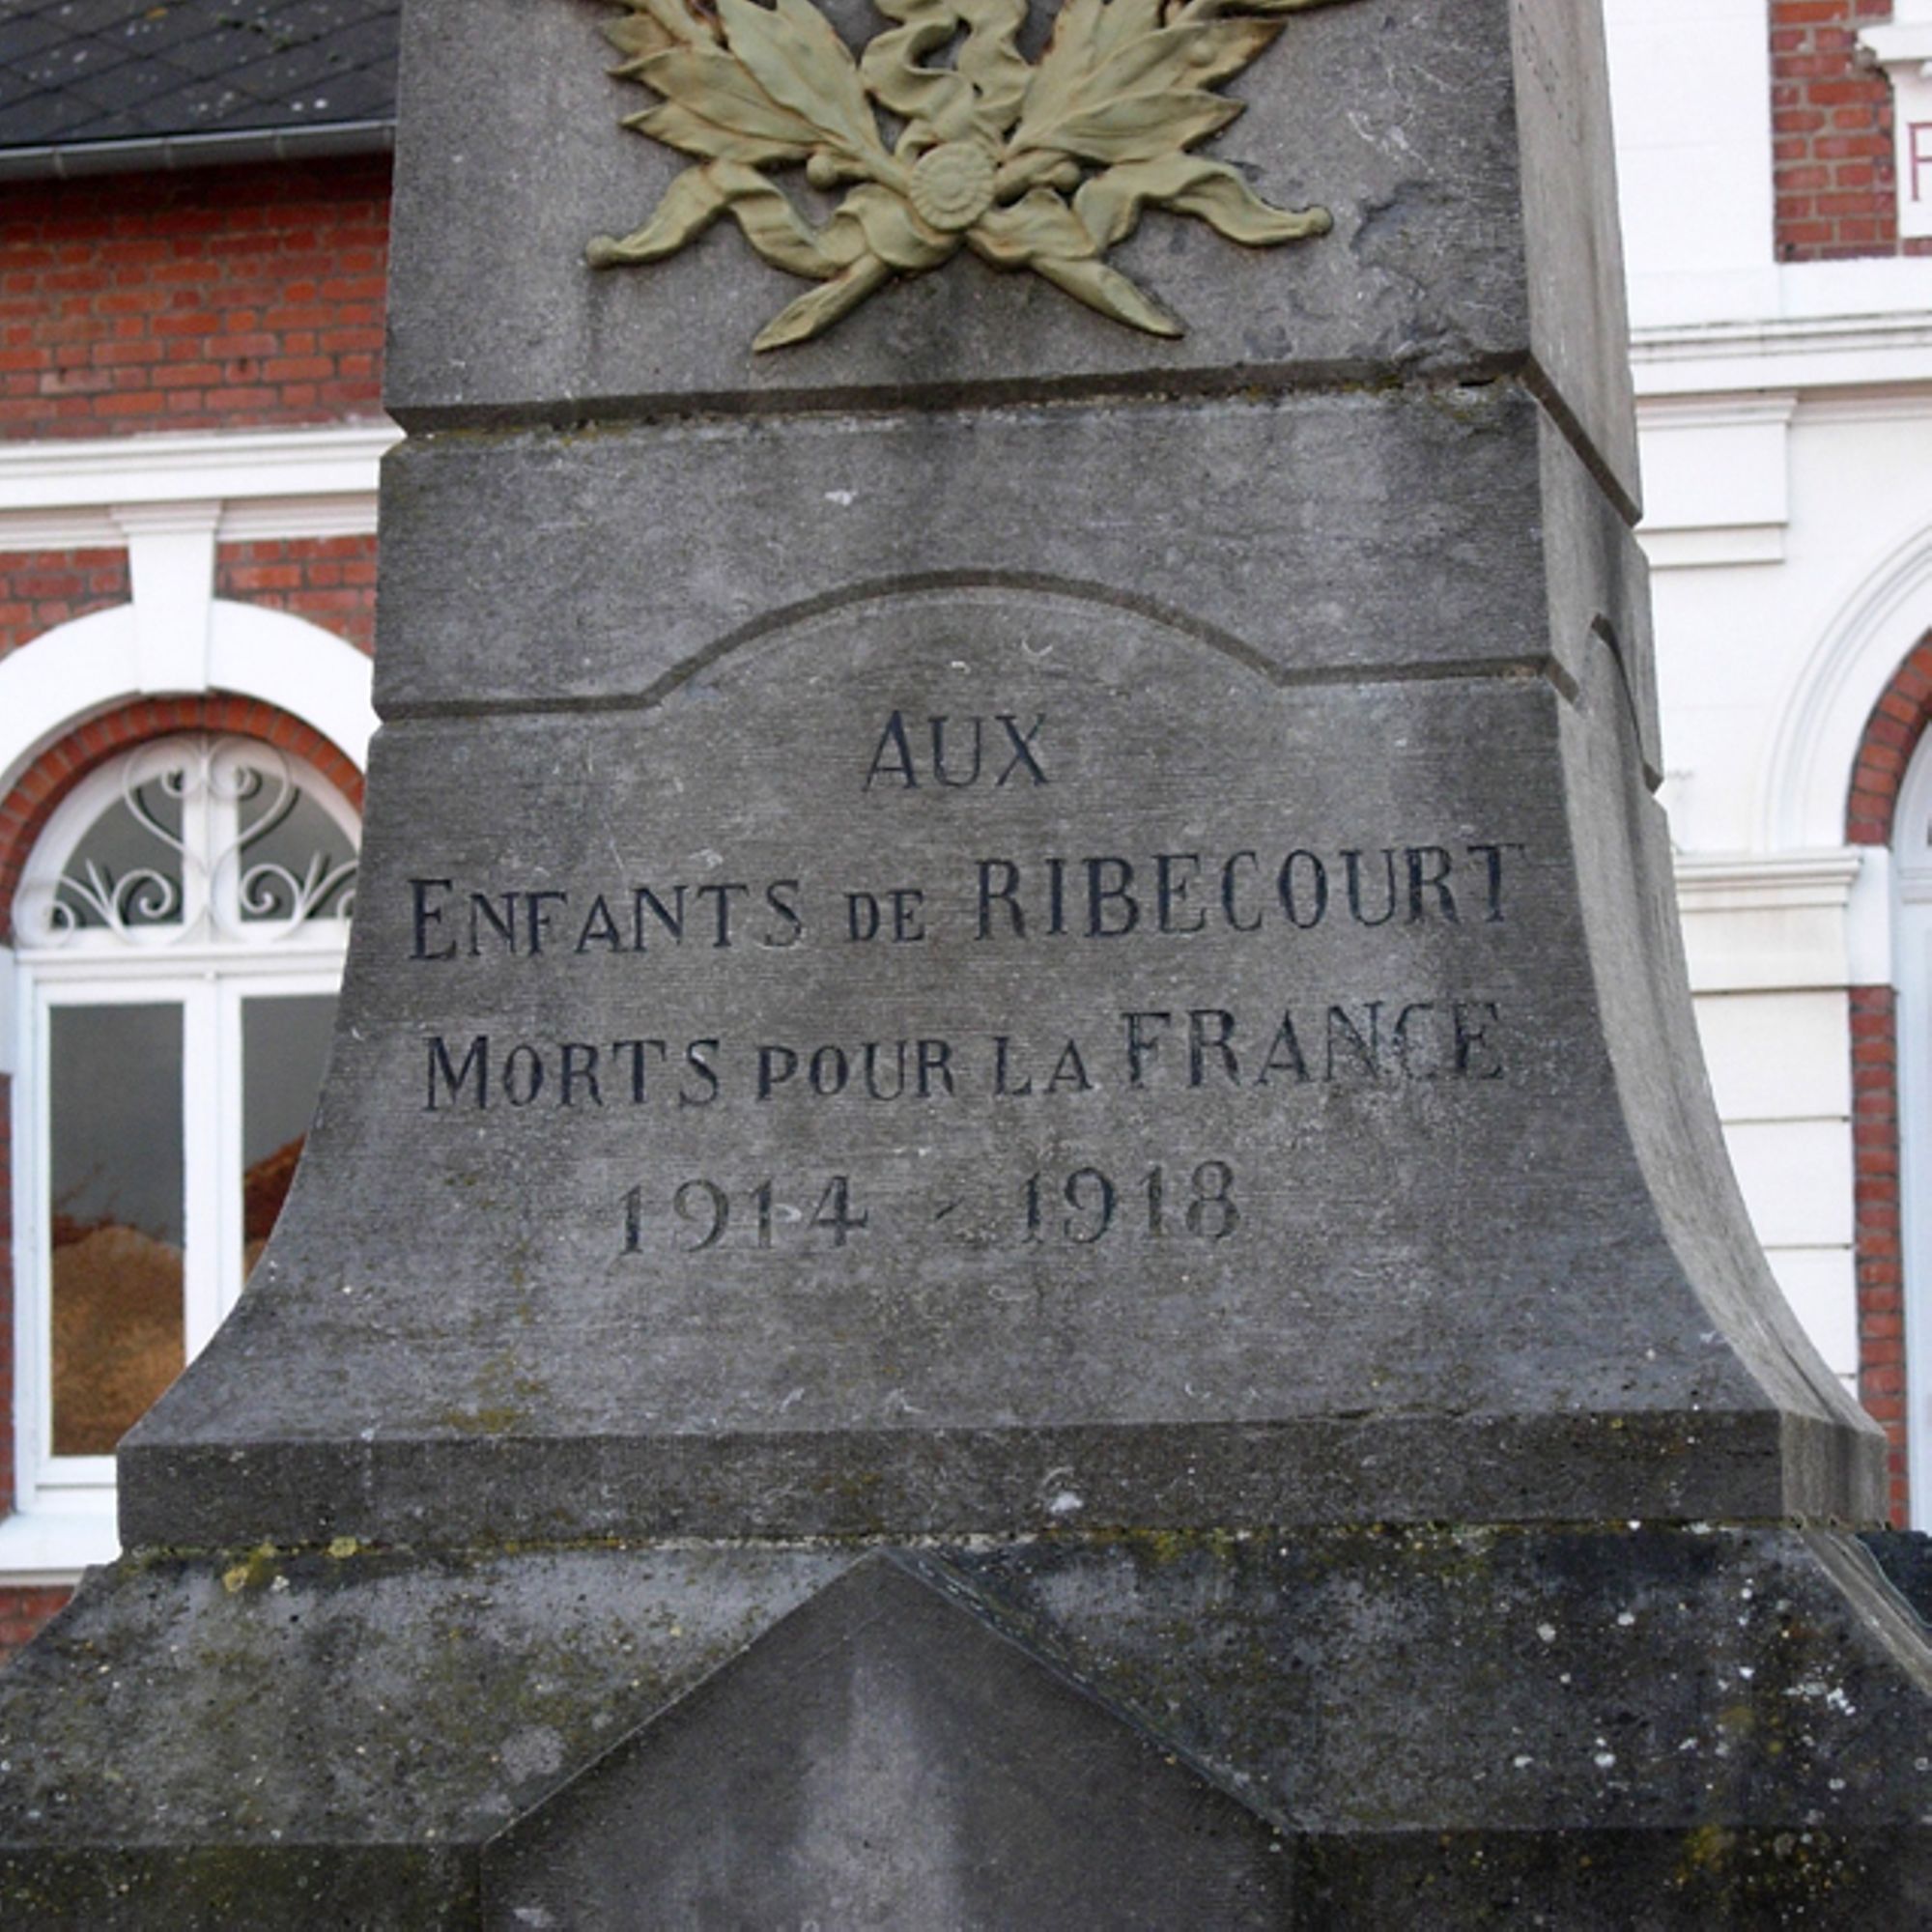 AUX
ENFANTS DE RIBECOURT
MORTS POUR LA FRANCE
1914 - 1918